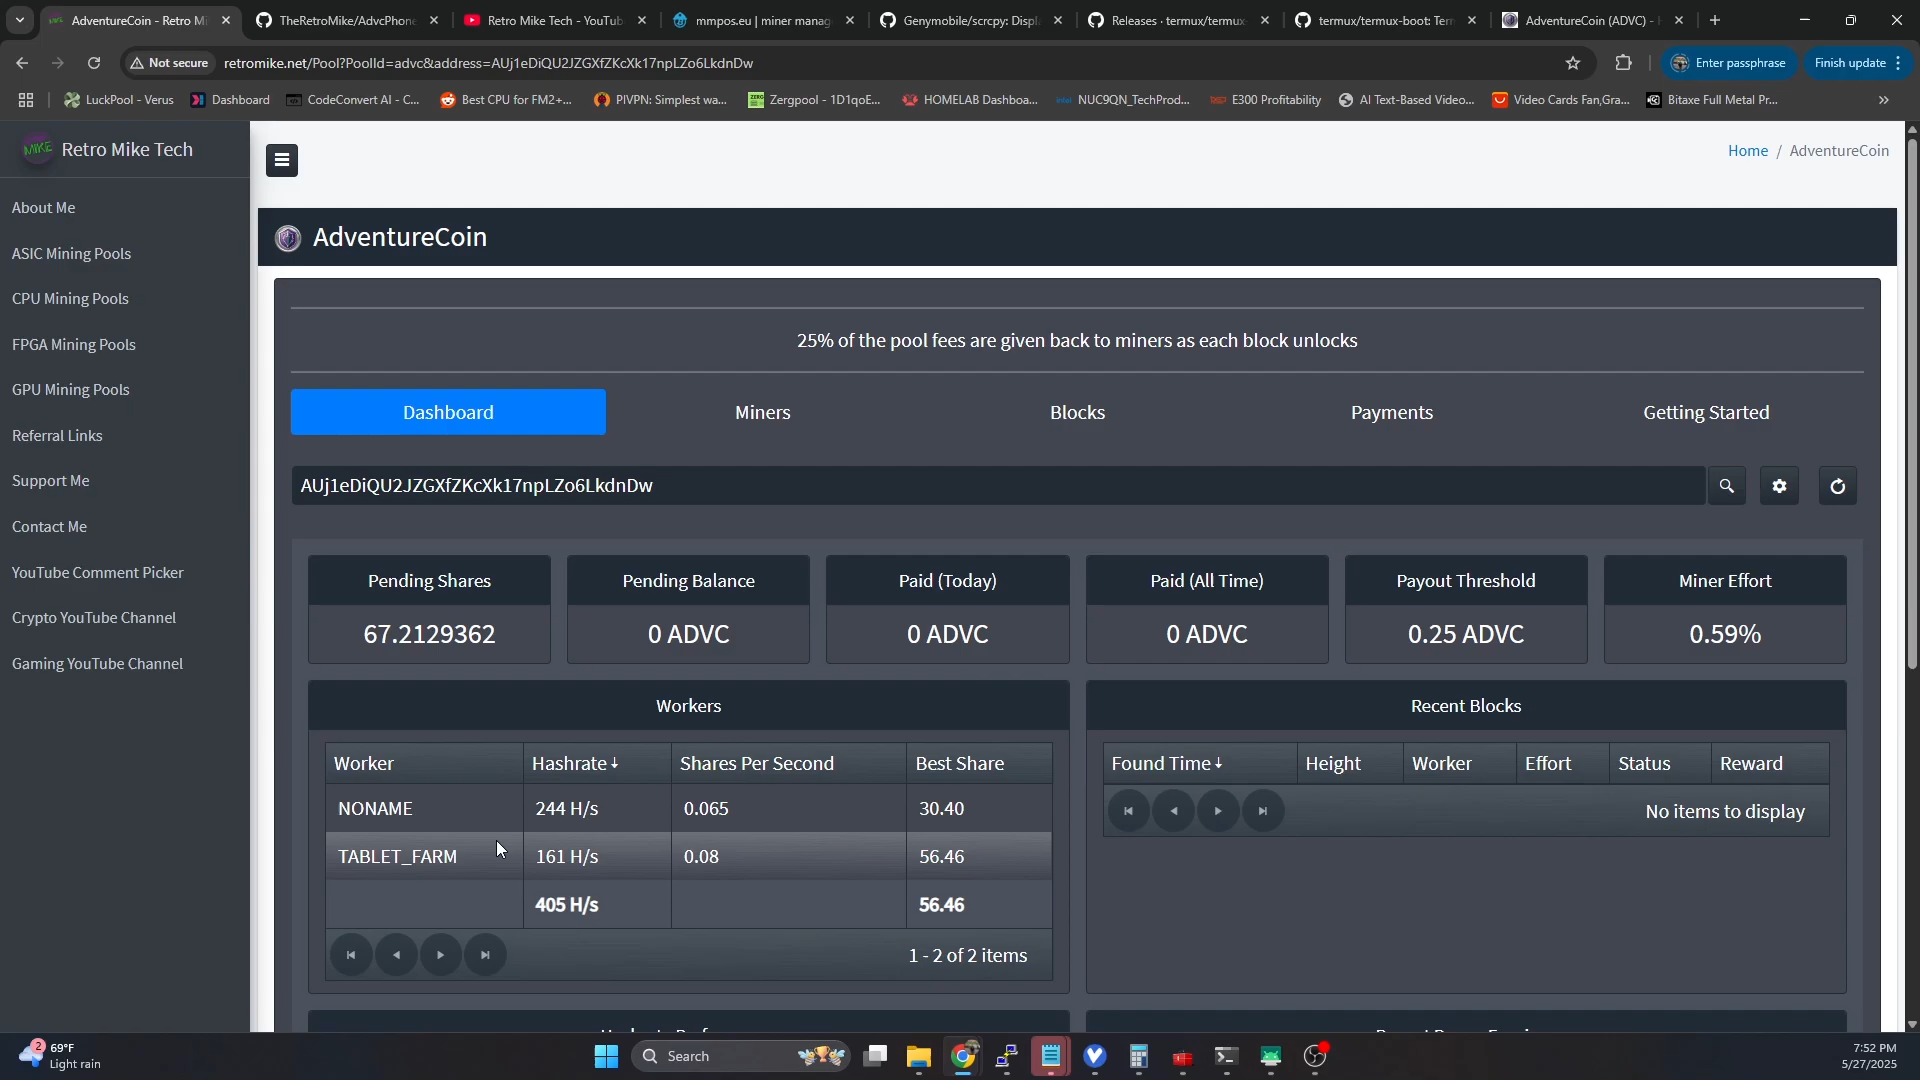 AdventureCoin - Retro Mi
TheRetroMike/AdvcPhone
Retro Mike Tech - YouTub
mmpos.eu | miner manag
Genymobile/scrcpy: Displ
Releases · termux/termux-
termux/termux-boot: Term
AdventureCoin (ADVC) -
Not secure
retromike.net/Pool?PoolId=advc&address=AUj1eDiQU2JZGXfZKcXk17npLZo6LkdnDw
Enter passphrase
Finish update
LuckPool - Verus
Dashboard
CodeConvert AI - C...
Best CPU for FM2+...
PIVPN: Simplest wa...
Zergpool - 1D1qoE...
HOMELAB Dashboa...
NUC9QN_TechProd...
E300 Profitability
AI Text-Based Video...
Video Cards Fan,Gra...
Bitaxe Full Metal Pr...
MIKE
Retro Mike Tech
Home / AdventureCoin
About Me
ASIC Mining Pools
CPU Mining Pools
FPGA Mining Pools
GPU Mining Pools
Referral Links
Support Me
Contact Me
YouTube Comment Picker
Crypto YouTube Channel
Gaming YouTube Channel
AdventureCoin
25% of the pool fees are given back to miners as each block unlocks
Dashboard
Miners
Blocks
Payments
Getting Started
AUj1eDiQU2JZGXfZKcXk17npLZo6LkdnDw
Pending Shares
67.2129362
Pending Balance
0 ADVC
Paid (Today)
0 ADVC
Paid (All Time)
0 ADVC
Payout Threshold
0.25 ADVC
Miner Effort
0.59%
Workers
Worker Hashrate↓ Shares Per Second Best Share
NONAME 244 H/s 0.065 30.40
TABLET_FARM 161 H/s 0.08 56.46
405 H/s 56.46
1 - 2 of 2 items
Recent Blocks
Found Time↓ Height Worker Effort Status Reward
No items to display
2
69°F
Light rain
Search
7:52 PM
5/27/2025